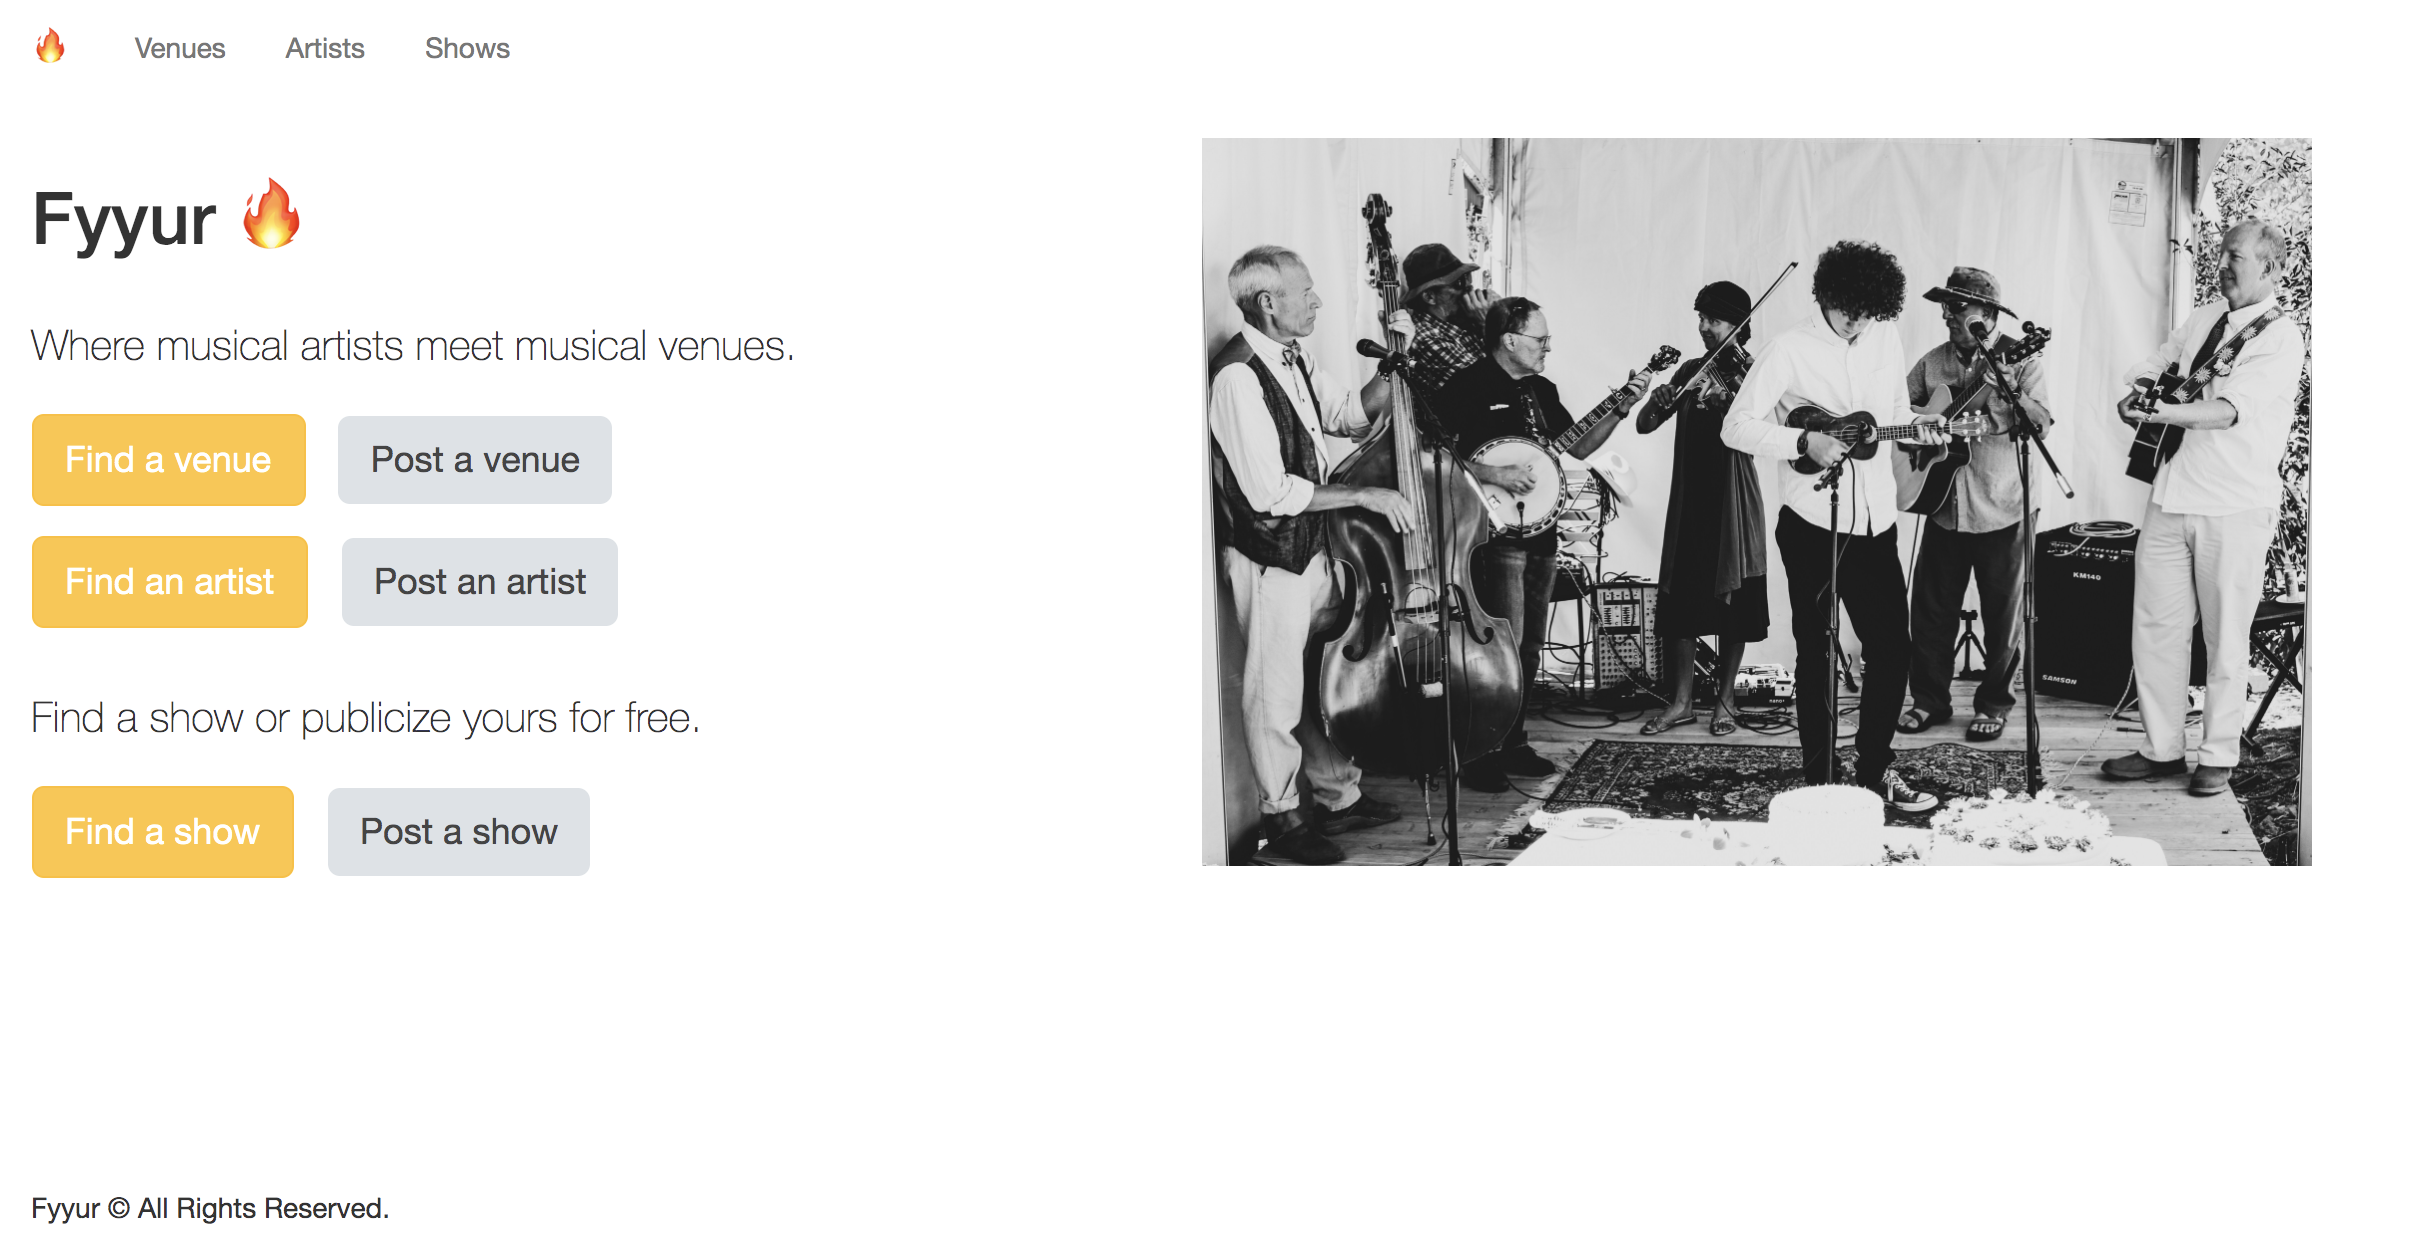 Venues Artists Shows
Fyyur 🔥
Where musical artists meet musical venues.
Find a venue Post a venue
Find an artist Post an artist
Find a show or publicize yours for free.
Find a show Post a show
KM140
SAMSON
Fyyur © All Rights Reserved.